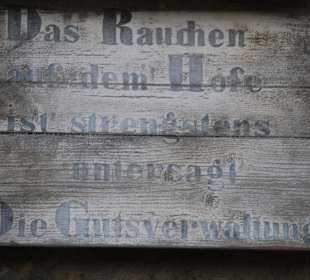 Das Rauchen
auf dem Hofe
ist strengstens
untersagt
Die Gutsverwaltung